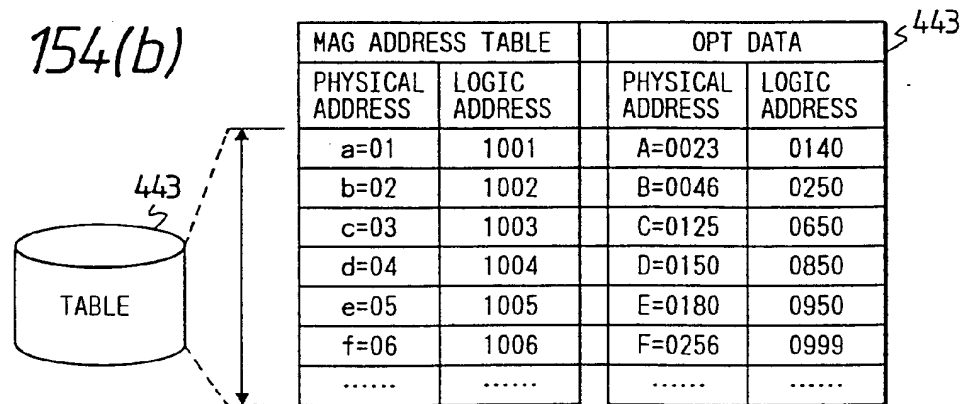 154(b)
443
MAG ADDRESS TABLE OPT DATA
PHYSICAL ADDRESS LOGIC ADDRESS PHYSICAL ADDRESS LOGIC ADDRESS
a=01 1001 A=0023 0140
b=02 1002 B=0046 0250
c=03 1003 C=0125 0650
d=04 1004 D=0150 0850
e=05 1005 E=0180 0950
f=06 1006 F=0256 0999
...... ...... ...... ......
443
TABLE